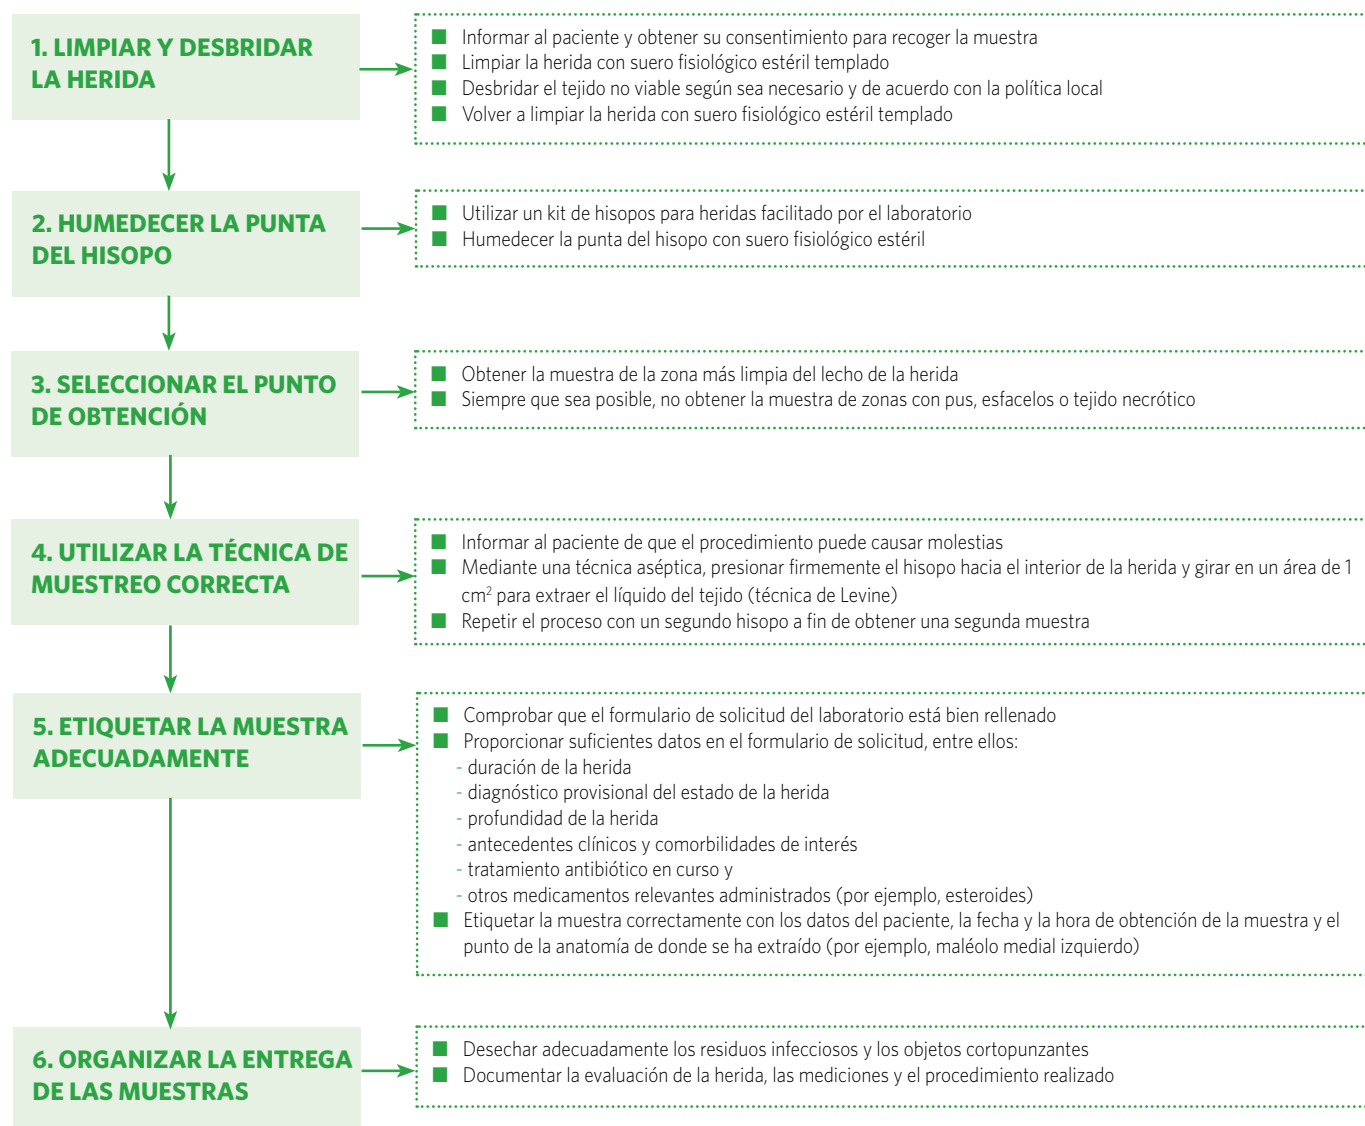 1. LIMPIAR Y DESBRIDAR
LA HERIDA
■ Informar al paciente y obtener su consentimiento para recoger la muestra
■ Limpiar la herida con suero fisiológico estéril templado
■ Desbridar el tejido no viable según sea necesario y de acuerdo con la política local
■ Volver a limpiar la herida con suero fisiológico estéril templado
2. HUMEDECER LA PUNTA
DEL HISOPO
■ Utilizar un kit de hisopos para heridas facilitado por el laboratorio
■ Humedecer la punta del hisopo con suero fisiológico estéril
3. SELECCIONAR EL PUNTO
DE OBTENCIÓN
■ Obtener la muestra de la zona más limpia del lecho de la herida
■ Siempre que sea posible, no obtener la muestra de zonas con pus, esfacelos o tejido necrótico
4. UTILIZAR LA TÉCNICA DE
MUESTREO CORRECTA
■ Informar al paciente de que el procedimiento puede causar molestias
■ Mediante una técnica aséptica, presionar firmemente el hisopo hacia el interior de la herida y girar en un área de 1
cm² para extraer el líquido del tejido (técnica de Levine)
■ Repetir el proceso con un segundo hisopo a fin de obtener una segunda muestra
5. ETIQUETAR LA MUESTRA
ADECUADAMENTE
■ Comprobar que el formulario de solicitud del laboratorio está bien rellenado
■ Proporcionar suficientes datos en el formulario de solicitud, entre ellos:
- duración de la herida
- diagnóstico provisional del estado de la herida
- profundidad de la herida
- antecedentes clínicos y comorbilidades de interés
- tratamiento antibiótico en curso y
- otros medicamentos relevantes administrados (por ejemplo, esteroides)
■ Etiquetar la muestra correctamente con los datos del paciente, la fecha y la hora de obtención de la muestra y el
punto de la anatomía de donde se ha extraído (por ejemplo, maléolo medial izquierdo)
6. ORGANIZAR LA ENTREGA
DE LAS MUESTRAS
■ Desechar adecuadamente los residuos infecciosos y los objetos cortopunzantes
■ Documentar la evaluación de la herida, las mediciones y el procedimiento realizado